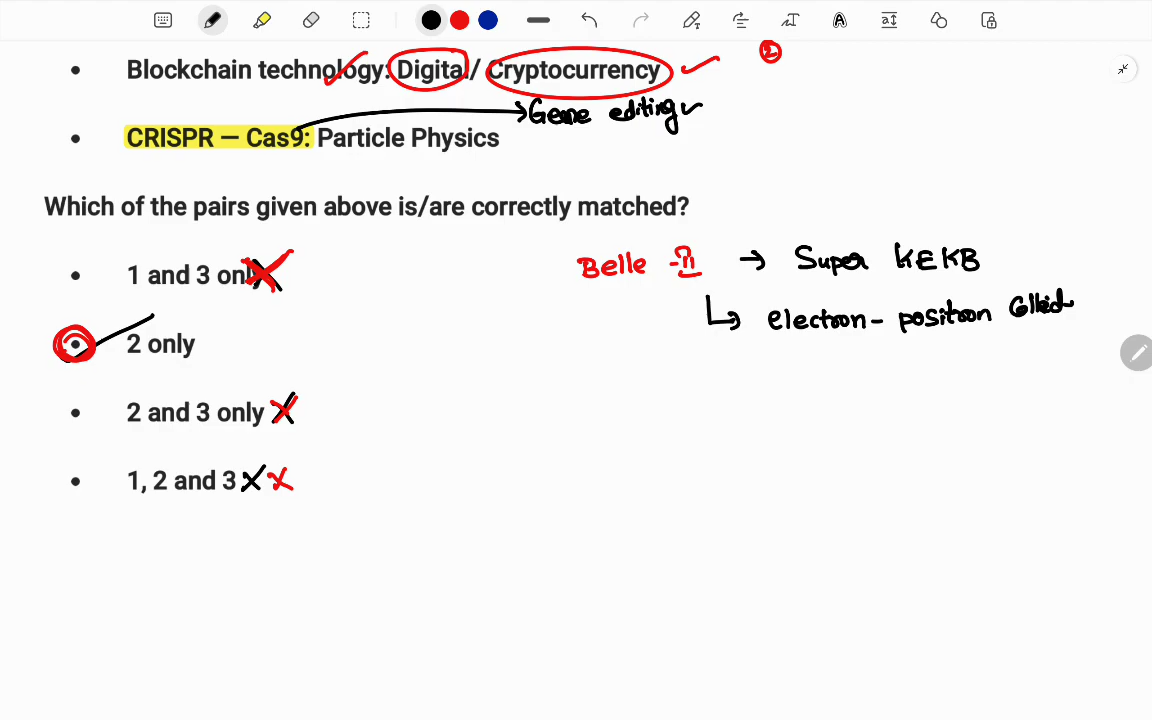 Blockchain technology: Digital/ Cryptocurrency
2
Gene editing
CRISPR — Cas9: Particle Physics
Which of the pairs given above is/are correctly matched?
1 and 3 only
Belle -II → Super KEKB
electron - positron
2 only
2 and 3 only
1, 2 and 3